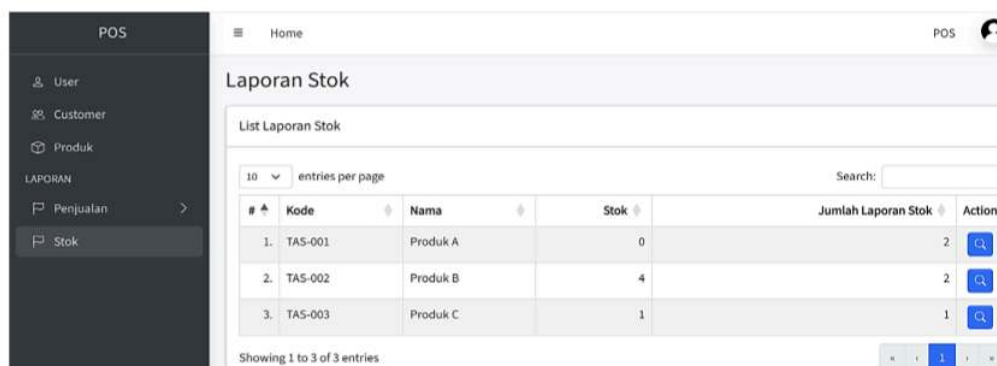 POS
Home
POS
User
Customer
Produk
LAPORAN
Penjualan
Stok
Laporan Stok
List Laporan Stok
10 entries per page
Search:
# Kode Nama Stok Jumlah Laporan Stok Action
1. TAS-001 Produk A 0 2
2. TAS-002 Produk B 4 2
3. TAS-003 Produk C 1 1
Showing 1 to 3 of 3 entries
« ‹ 1 › »